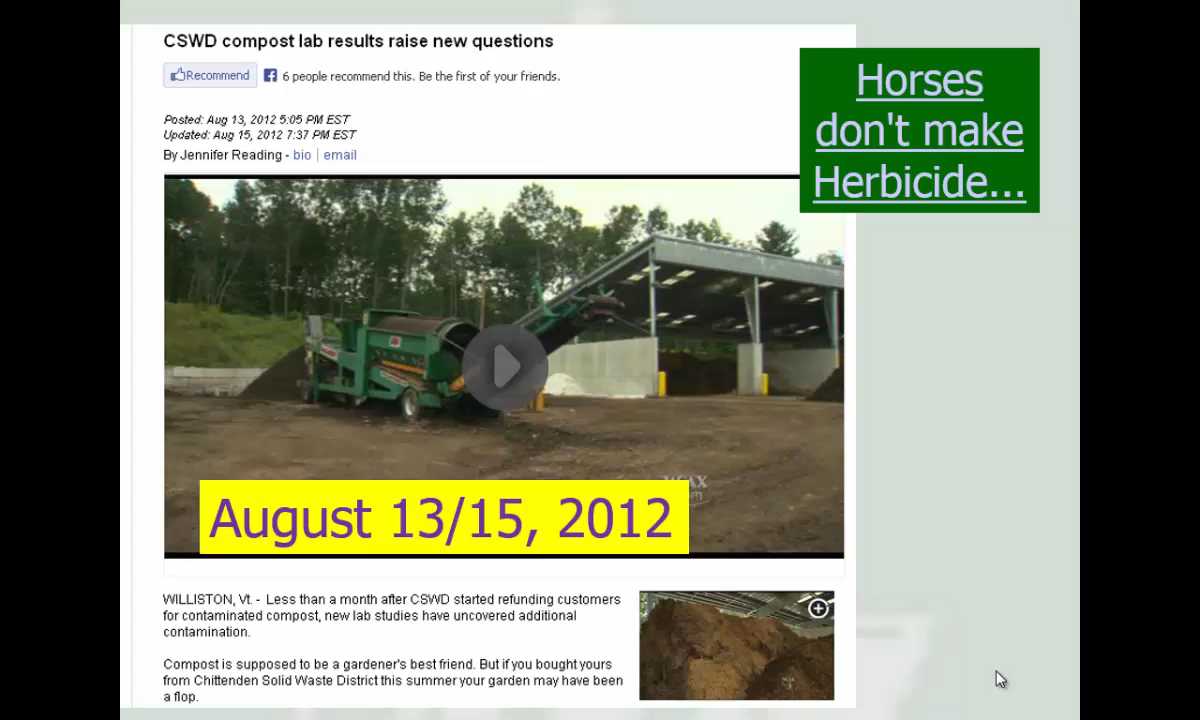 CSWD compost lab results raise new questions
Recommend 6 people recommend this. Be the first of your friends.
Horses
don't make
Herbicide...
Posted: Aug 13, 2012 5:05 PM EST
Updated: Aug 15, 2012 7:37 PM EST
By Jennifer Reading - bio | email
August 13/15, 2012
WILLISTON, Vt. - Less than a month after CSWD started refunding customers
for contaminated compost, new lab studies have uncovered additional
contamination.
Compost is supposed to be a gardener's best friend. But if you bought yours
from Chittenden Solid Waste District this summer your garden may have been
a flop.